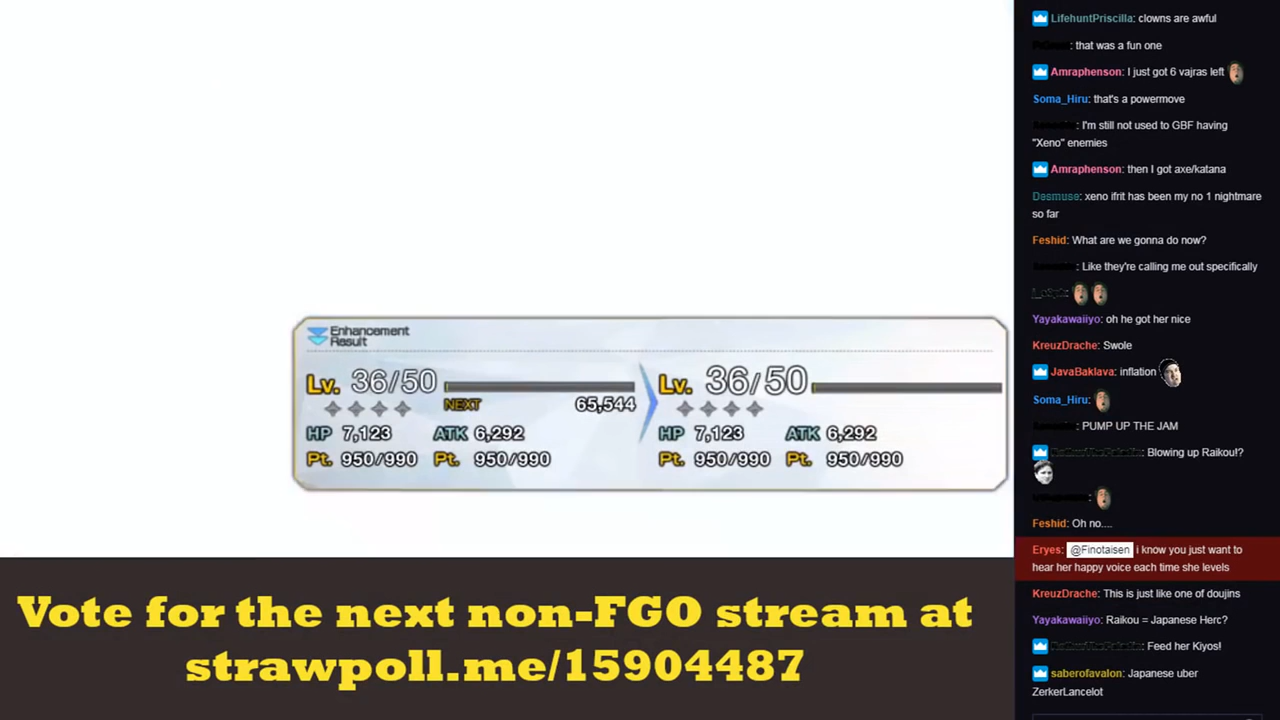 Enhancement
Result
Lv. 36/50
NEXT 65,544
HP 7,123 ATK 6,292
Pt. 950/990 Pt. 950/990
Lv. 36/50
HP 7,123 ATK 6,292
Pt. 950/990 Pt. 950/990
Vote for the next non-FGO stream at
strawpoll.me/15904487
LifehuntPriscilla: clowns are awful
: that was a fun one
Amraphenson: I just got 6 vajras left
Soma_Hiru: that's a powermove
: I'm still not used to GBF having
"Xeno" enemies
Amraphenson: then I got axe/katana
Desmuse: xeno ifrit has been my no 1 nightmare
so far
Feshid: What are we gonna do now?
: Like they're calling me out specifically
Yayakawaiiyo: oh he got her nice
KreuzDrache: Swole
JavaBaklava: inflation
Soma_Hiru:
: PUMP UP THE JAM
: Blowing up Raikou!?
Feshid: Oh no....
Eryes: @Finotaisen i know you just want to
hear her happy voice each time she levels
KreuzDrache: This is just like one of doujins
Yayakawaiiyo: Raikou = Japanese Herc?
: Feed her Kiyos!
saberofavalon: Japanese uber
ZerkerLancelot